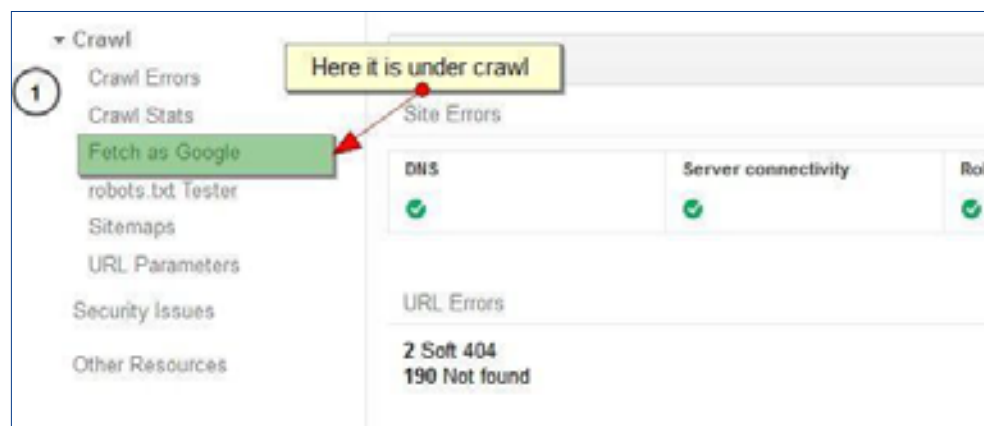 Crawl
1
Crawl Errors
Crawl Stats
Fetch as Google
robots.txt Tester
Sitemaps
URL Parameters
Security Issues
Other Resources
Here it is under crawl
Site Errors
DNS Server connectivity
URL Errors
2 Soft 404
190 Not found